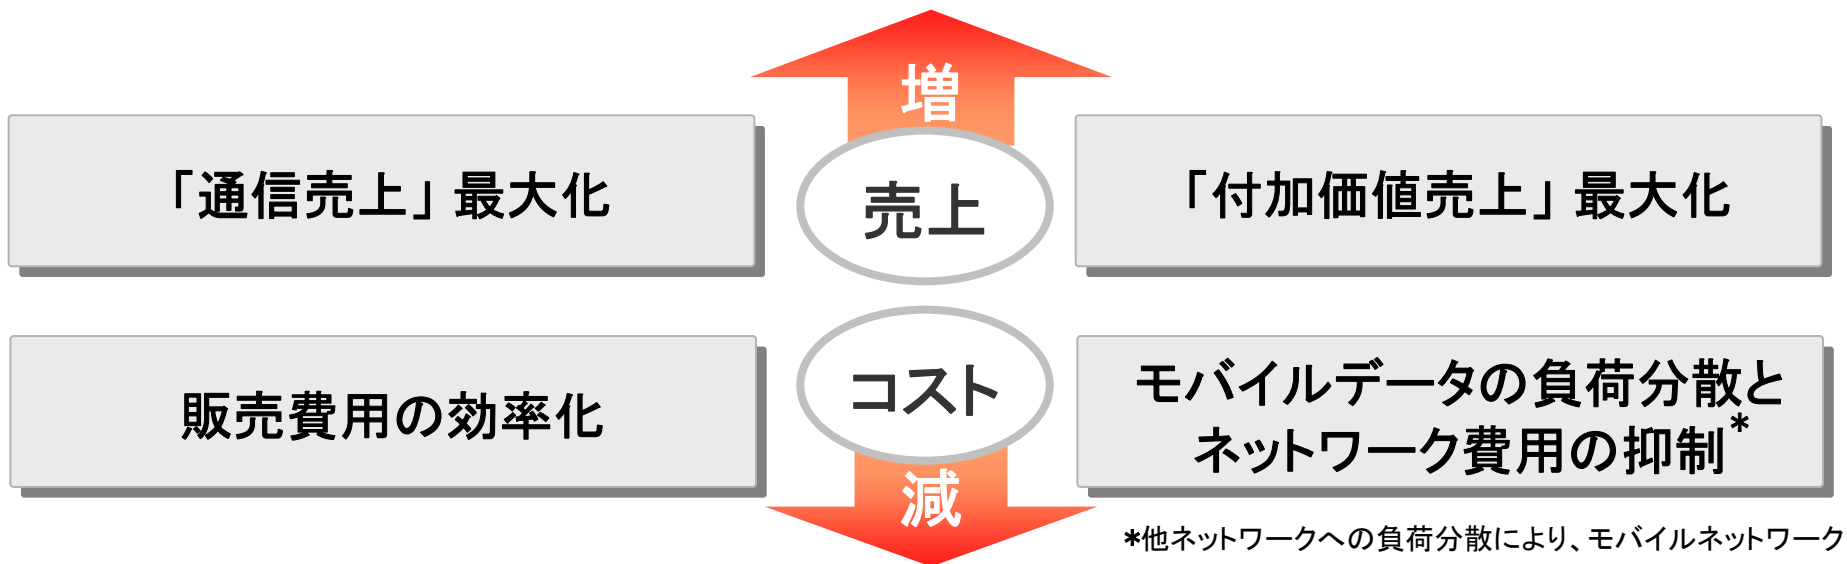 増
「通信売上」最大化
売上
「付加価値売上」最大化
販売費用の効率化
コスト
モバイルデータの負荷分散と
ネットワーク費用の抑制*
減
*他ネットワークへの負荷分散により、モバイルネットワーク